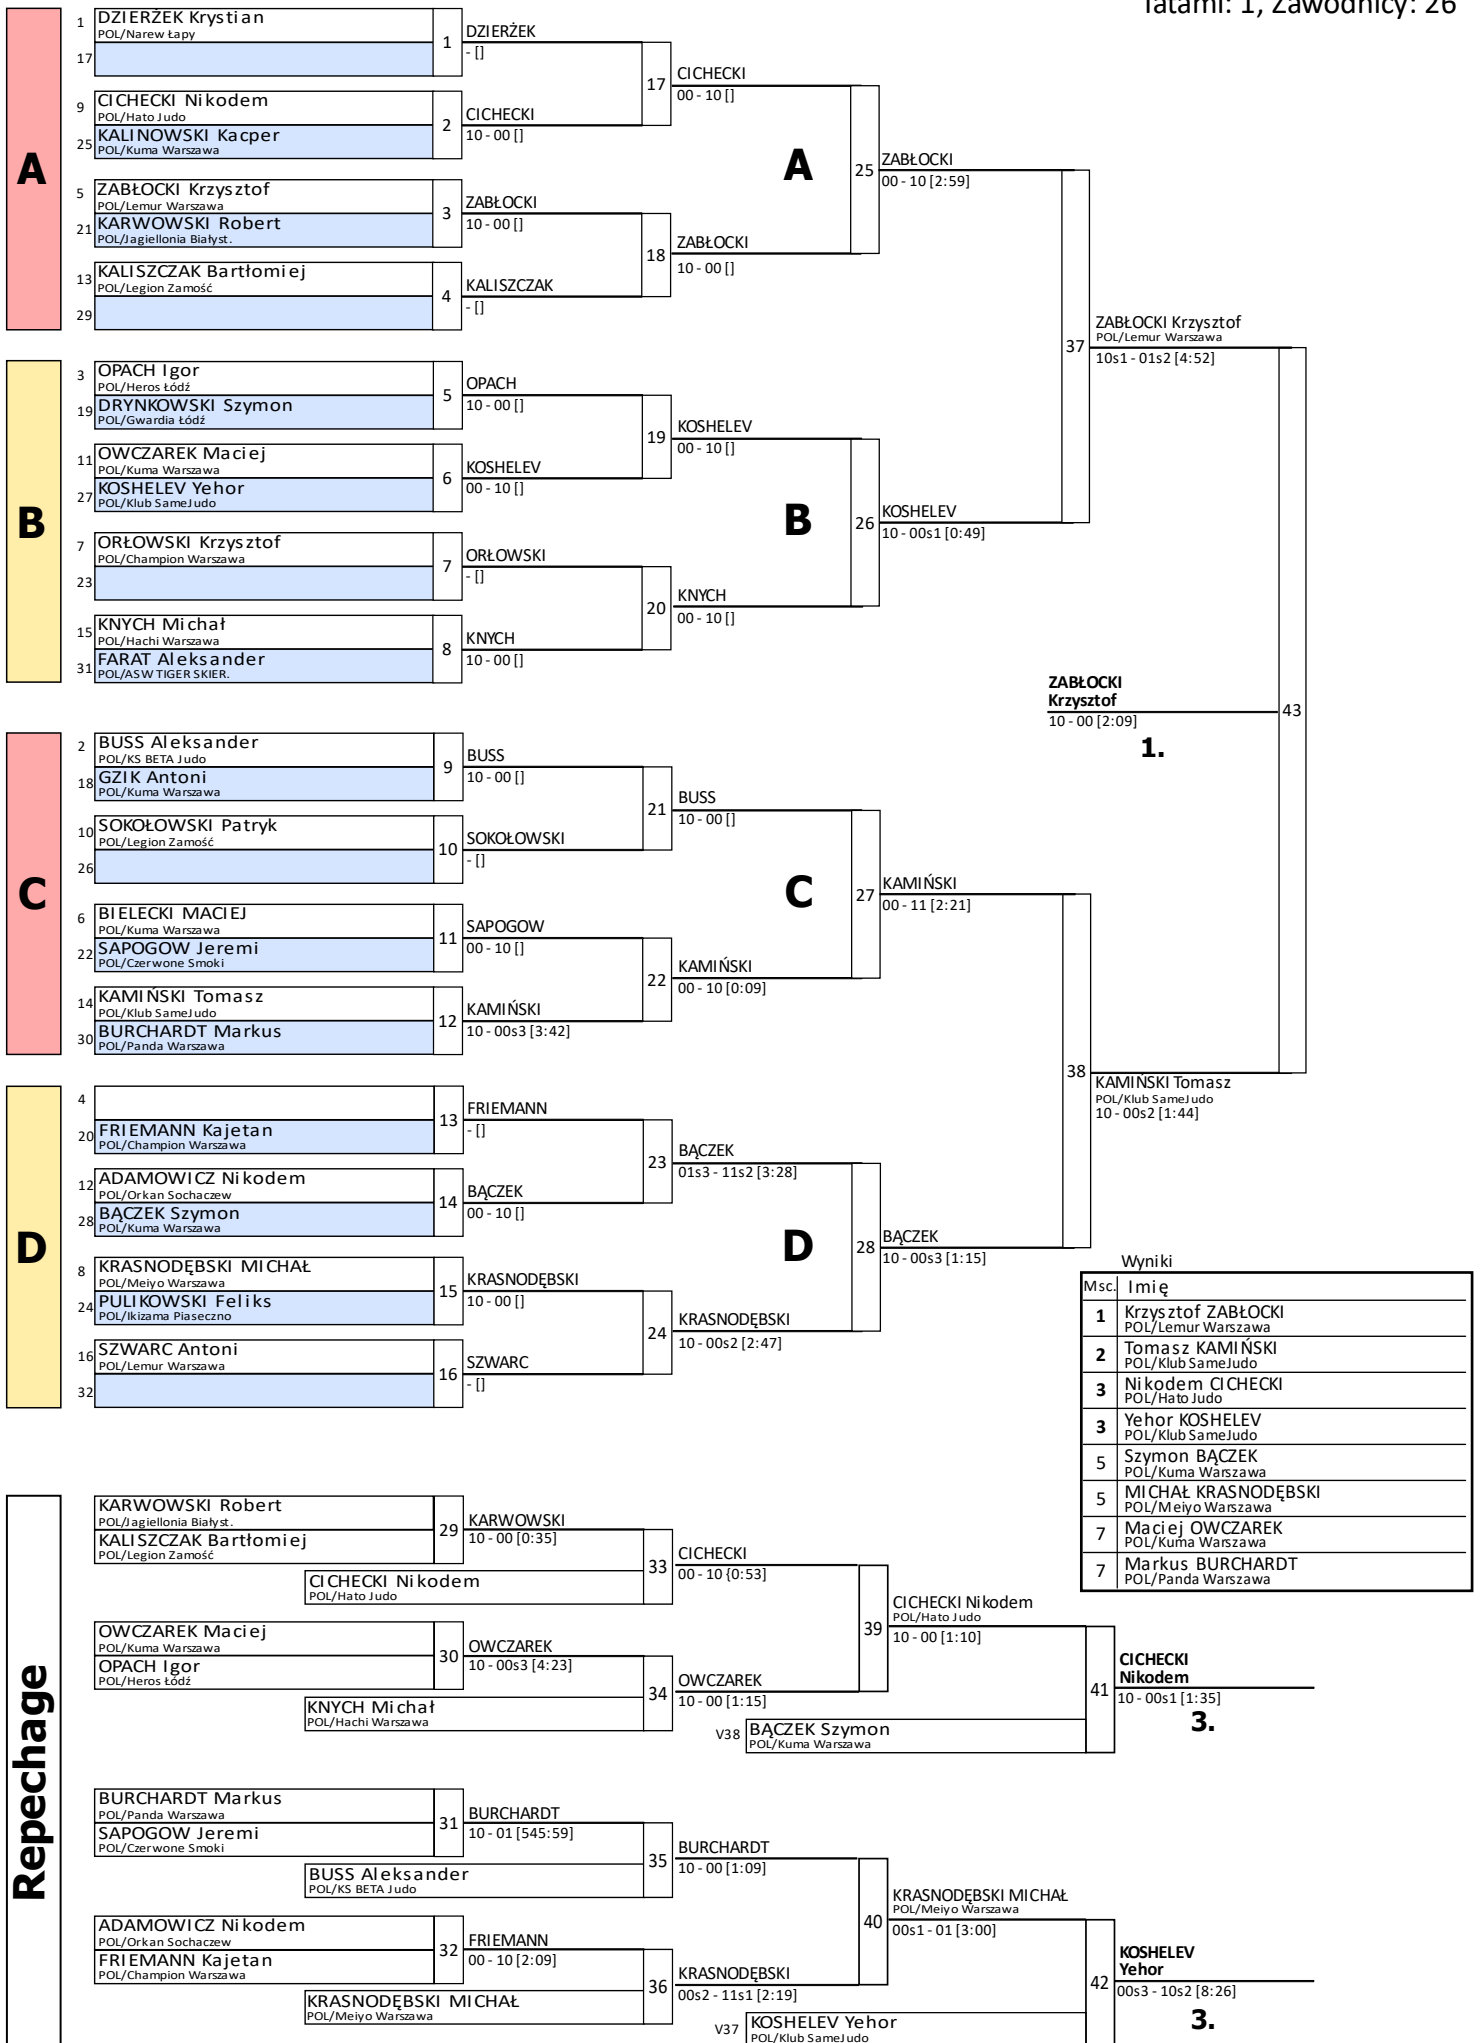 Tatami: 1, Zawodnicy: 26
A
1 DZIERŻEK Krystian
POL/Narew Łapy
17
1
DZIERŻEK
- []
9 CICHECKI Nikodem
POL/Hato Judo
25 KALINOWSKI Kacper
POL/Kuma Warszawa
2
CICHECKI
10 - 00 []
17
CICHECKI
00 - 10 []
5 ZABŁOCKI Krzysztof
POL/Lemur Warszawa
21 KARWOWSKI Robert
POL/Jagiellonia Białyst.
3
ZABŁOCKI
10 - 00 []
13 KALISZCZAK Bartłomiej
POL/Legion Zamość
29
4
KALISZCZAK
- []
18
ZABŁOCKI
10 - 00 []
A
25
ZABŁOCKI
00 - 10 [2:59]
B
3 OPACH Igor
POL/Heros Łódź
19 DRYNKOWSKI Szymon
POL/Gwardia Łódź
5
OPACH
10 - 00 []
11 OWCZAREK Maciej
POL/Kuma Warszawa
27 KOSHELEV Yehor
POL/Klub SameJudo
6
KOSHELEV
00 - 10 []
19
KOSHELEV
00 - 10 []
7 ORŁOWSKI Krzysztof
POL/Champion Warszawa
23
7
ORŁOWSKI
- []
15 KNYCH Michał
POL/Hachi Warszawa
31 FARAT Aleksander
POL/ASW TIGER SKIER.
8
KNYCH
10 - 00 []
20
KNYCH
00 - 10 []
B
26
KOSHELEV
10 - 00s1 [0:49]
37
ZABŁOCKI Krzysztof
POL/Lemur Warszawa
10s1 - 01s2 [4:52]
ZABŁOCKI
Krzysztof
10 - 00 [2:09]
1.
43
C
2 BUSS Aleksander
POL/KS BETA Judo
18 GZIK Antoni
POL/Kuma Warszawa
9
BUSS
10 - 00 []
10 SOKOŁOWSKI Patryk
POL/Legion Zamość
26
10
SOKOŁOWSKI
- []
21
BUSS
10 - 00 []
6 BIELECKI MACIEJ
POL/Kuma Warszawa
22 SAPOGOW Jeremi
POL/Czerwone Smoki
11
SAPOGOW
00 - 10 []
14 KAMIŃSKI Tomasz
POL/Klub SameJudo
30 BURCHARDT Markus
POL/Panda Warszawa
12
KAMIŃSKI
10 - 00s3 [3:42]
22
KAMIŃSKI
00 - 10 [0:09]
C
27
KAMIŃSKI
00 - 11 [2:21]
D
4
20 FRIEMANN Kajetan
POL/Champion Warszawa
13
FRIEMANN
- []
12 ADAMOWICZ Nikodem
POL/Orkan Sochaczew
28 BĄCZEK Szymon
POL/Kuma Warszawa
14
BĄCZEK
00 - 10 []
23
BĄCZEK
01s3 - 11s2 [3:28]
8 KRASNODĘBSKI MICHAŁ
POL/Meiyo Warszawa
24 PULIKOWSKI Feliks
POL/Ikizama Piaseczno
15
KRASNODĘBSKI
10 - 00 []
16 SZWARC Antoni
POL/Lemur Warszawa
32
16
SZWARC
- []
24
KRASNODĘBSKI
10 - 00s2 [2:47]
D
28
BĄCZEK
10 - 00s3 [1:15]
38
KAMIŃSKI Tomasz
POL/Klub SameJudo
10 - 00s2 [1:44]
Wyniki
Msc. Imię
1 Krzysztof ZABŁOCKI
POL/Lemur Warszawa
2 Tomasz KAMIŃSKI
POL/Klub SameJudo
3 Nikodem CICHECKI
POL/Hato Judo
3 Yehor KOSHELEV
POL/Klub SameJudo
5 Szymon BĄCZEK
POL/Kuma Warszawa
5 MICHAŁ KRASNODĘBSKI
POL/Meiyo Warszawa
7 Maciej OWCZAREK
POL/Kuma Warszawa
7 Markus BURCHARDT
POL/Panda Warszawa
Repechage
KARWOWSKI Robert
POL/Jagiellonia Białyst.
KALISZCZAK Bartłomiej
POL/Legion Zamość
29
KARWOWSKI
10 - 00 [0:35]
CICHECKI Nikodem
POL/Hato Judo
33
CICHECKI
00 - 10 {0:53]
OWCZAREK Maciej
POL/Kuma Warszawa
OPACH Igor
POL/Heros Łódź
30
OWCZAREK
10 - 00s3 [4:23]
KNYCH Michał
POL/Hachi Warszawa
34
OWCZAREK
10 - 00 [1:15]
39
CICHECKI Nikodem
POL/Hato Judo
10 - 00 [1:10]
V38 BĄCZEK Szymon
POL/Kuma Warszawa
41
CICHECKI
Nikodem
10 - 00s1 [1:35]
3.
BURCHARDT Markus
POL/Panda Warszawa
SAPOGOW Jeremi
POL/Czerwone Smoki
31
BURCHARDT
10 - 01 [545:59]
BUSS Aleksander
POL/KS BETA Judo
35
BURCHARDT
10 - 00 [1:09]
ADAMOWICZ Nikodem
POL/Orkan Sochaczew
FRIEMANN Kajetan
POL/Champion Warszawa
32
FRIEMANN
00 - 10 [2:09]
KRASNODĘBSKI MICHAŁ
POL/Meiyo Warszawa
36
KRASNODĘBSKI
00s2 - 11s1 [2:19]
40
KRASNODĘBSKI MICHAŁ
POL/Meiyo Warszawa
00s1 - 01 [3:00]
V37 KOSHELEV Yehor
POL/Klub SameJudo
42
KOSHELEV
Yehor
00s3 - 10s2 [8:26]
3.